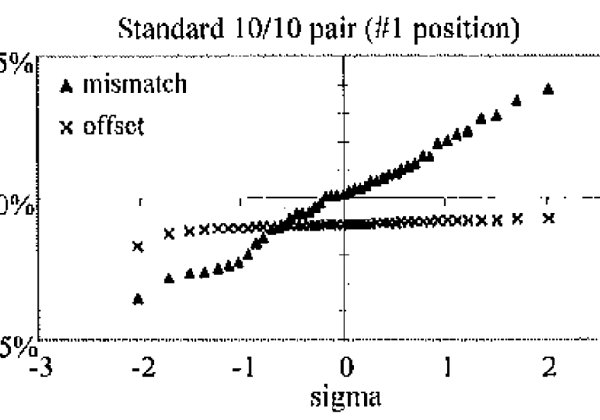 Standard 10/10 pair (#1 position)
5%
mismatch
offset
0%
5%
-3 -2 -1 0 1 2
sigma